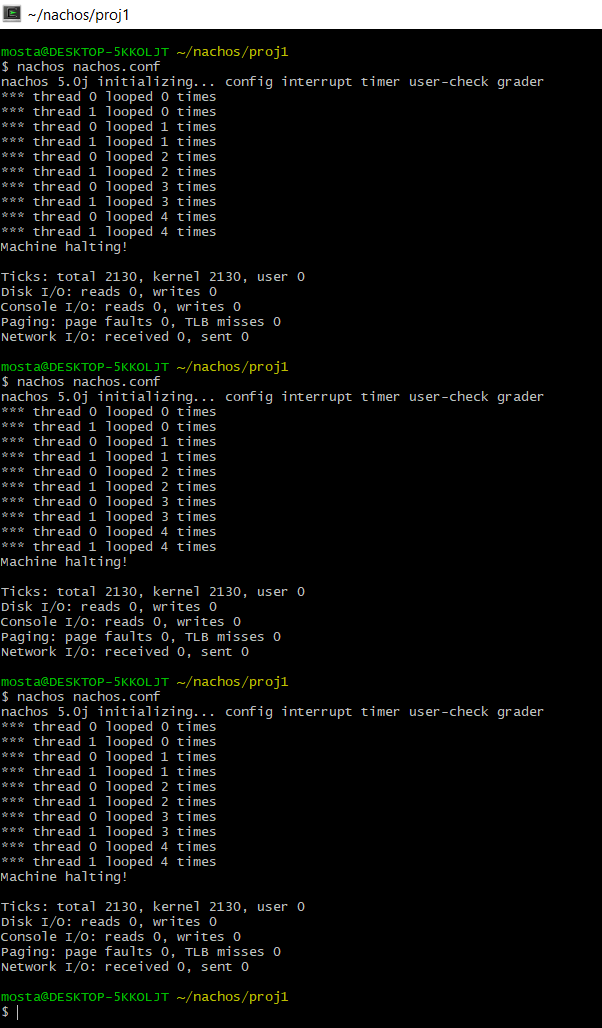 ~/nachos/proj1
mosta@DESKTOP-5KKOLJT ~/nachos/proj1
$ nachos nachos.conf
nachos 5.0j initializing... config interrupt timer user-check grader
*** thread 0 looped 0 times
*** thread 1 looped 0 times
*** thread 0 looped 1 times
*** thread 1 looped 1 times
*** thread 0 looped 2 times
*** thread 1 looped 2 times
*** thread 0 looped 3 times
*** thread 1 looped 3 times
*** thread 0 looped 4 times
*** thread 1 looped 4 times
Machine halting!
Ticks: total 2130, kernel 2130, user 0
Disk I/O: reads 0, writes 0
Console I/O: reads 0, writes 0
Paging: page faults 0, TLB misses 0
Network I/O: received 0, sent 0
mosta@DESKTOP-5KKOLJT ~/nachos/proj1
$ nachos nachos.conf
nachos 5.0j initializing... config interrupt timer user-check grader
*** thread 0 looped 0 times
*** thread 1 looped 0 times
*** thread 0 looped 1 times
*** thread 1 looped 1 times
*** thread 0 looped 2 times
*** thread 1 looped 2 times
*** thread 0 looped 3 times
*** thread 1 looped 3 times
*** thread 0 looped 4 times
*** thread 1 looped 4 times
Machine halting!
Ticks: total 2130, kernel 2130, user 0
Disk I/O: reads 0, writes 0
Console I/O: reads 0, writes 0
Paging: page faults 0, TLB misses 0
Network I/O: received 0, sent 0
mosta@DESKTOP-5KKOLJT ~/nachos/proj1
$ nachos nachos.conf
nachos 5.0j initializing... config interrupt timer user-check grader
*** thread 0 looped 0 times
*** thread 1 looped 0 times
*** thread 0 looped 1 times
*** thread 1 looped 1 times
*** thread 0 looped 2 times
*** thread 1 looped 2 times
*** thread 0 looped 3 times
*** thread 1 looped 3 times
*** thread 0 looped 4 times
*** thread 1 looped 4 times
Machine halting!
Ticks: total 2130, kernel 2130, user 0
Disk I/O: reads 0, writes 0
Console I/O: reads 0, writes 0
Paging: page faults 0, TLB misses 0
Network I/O: received 0, sent 0
mosta@DESKTOP-5KKOLJT ~/nachos/proj1
$